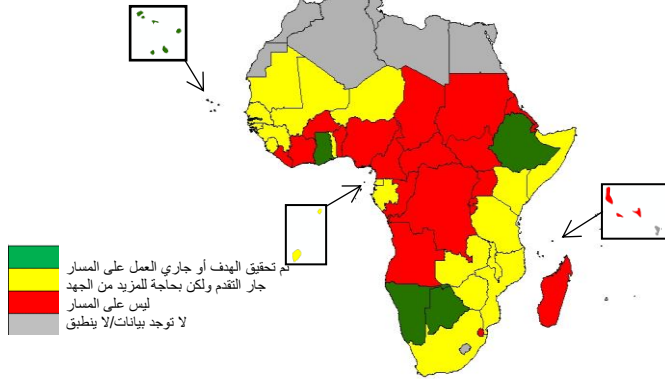 تم تحقيق الهدف أو جاري العمل على المسار
جار التقدم ولكن بحاجة للمزيد من الجهد
ليس على المسار
لا توجد بيانات/لا ينطبق